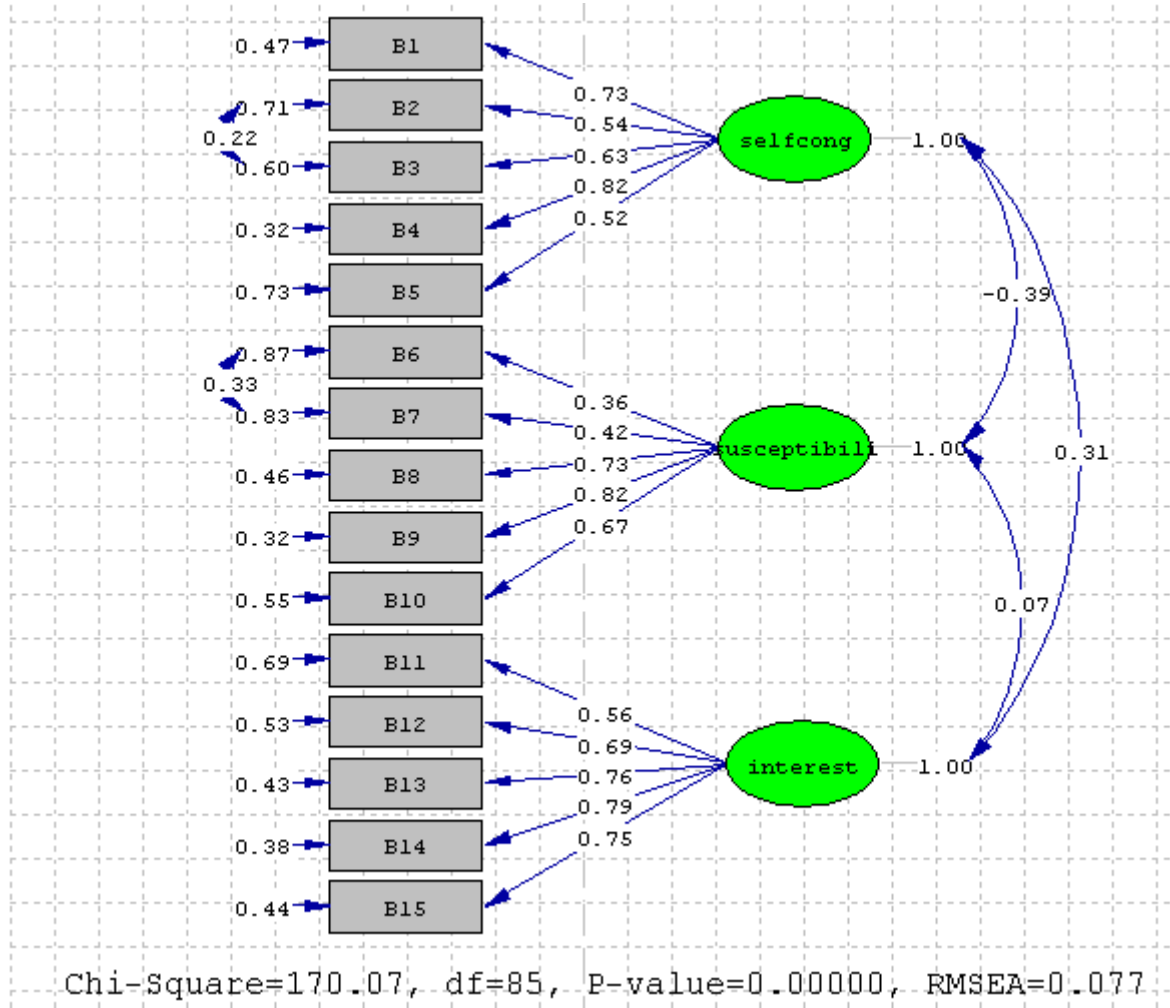 0.47 B1
0.73
0.71 B2 0.54 selfcong 1.00
0.22
0.60 B3 0.63
0.82
0.32 B4 0.52
0.73 B5 -0.39
0.87 B6
0.33 0.36
0.83 B7 0.42
susceptibili 1.00 0.31
0.46 B8 0.73
0.82
0.32 B9 0.67
0.55 B10 0.07
0.69 B11
0.56
0.53 B12 0.69
interest 1.00
0.43 B13 0.76
0.79
0.38 B14 0.75
0.44 B15
Chi-Square=170.07, df=85, P-value=0.00000, RMSEA=0.077